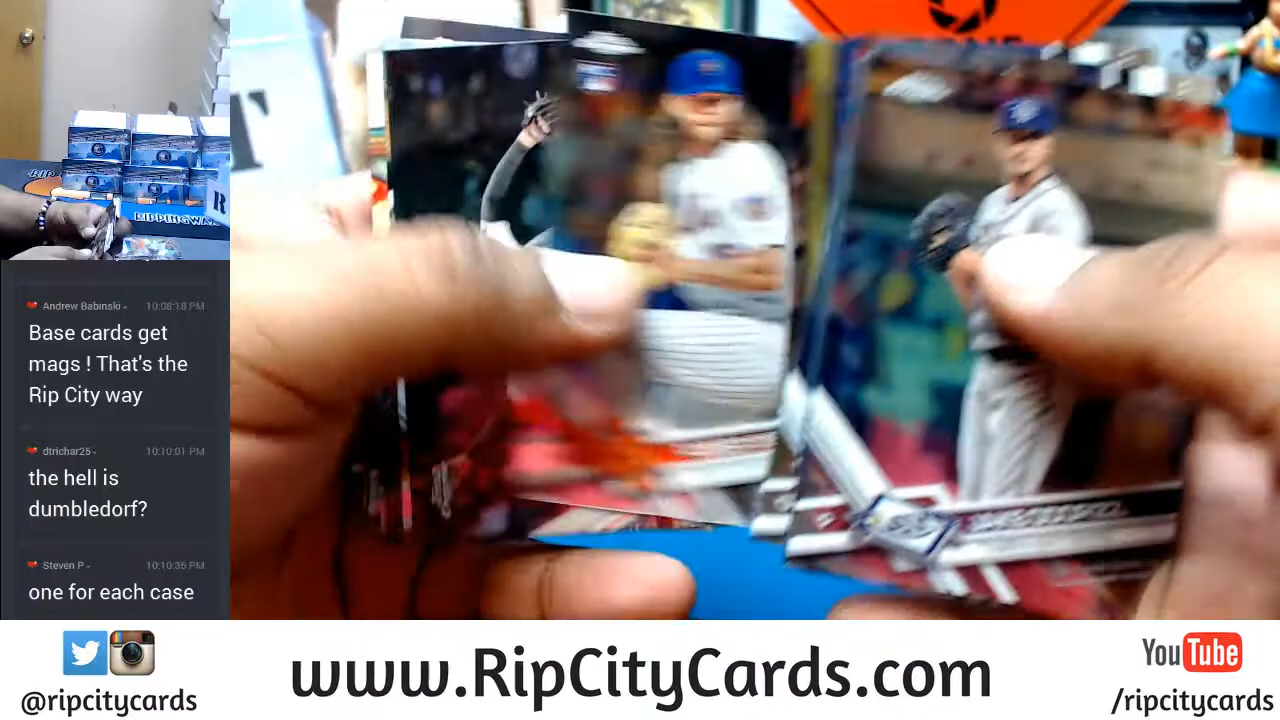 RIPPINGWA
Andrew Babinski - 10:08:18 PM
Base cards get
mags ! That's the
Rip City way
dtrichar25 - 10:10:01 PM
the hell is
dumbledorf?
Steven P - 10:10:36 PM
one for each case
www.RipCityCards.com
@ripcitycards
YouTube
/ripcitycards